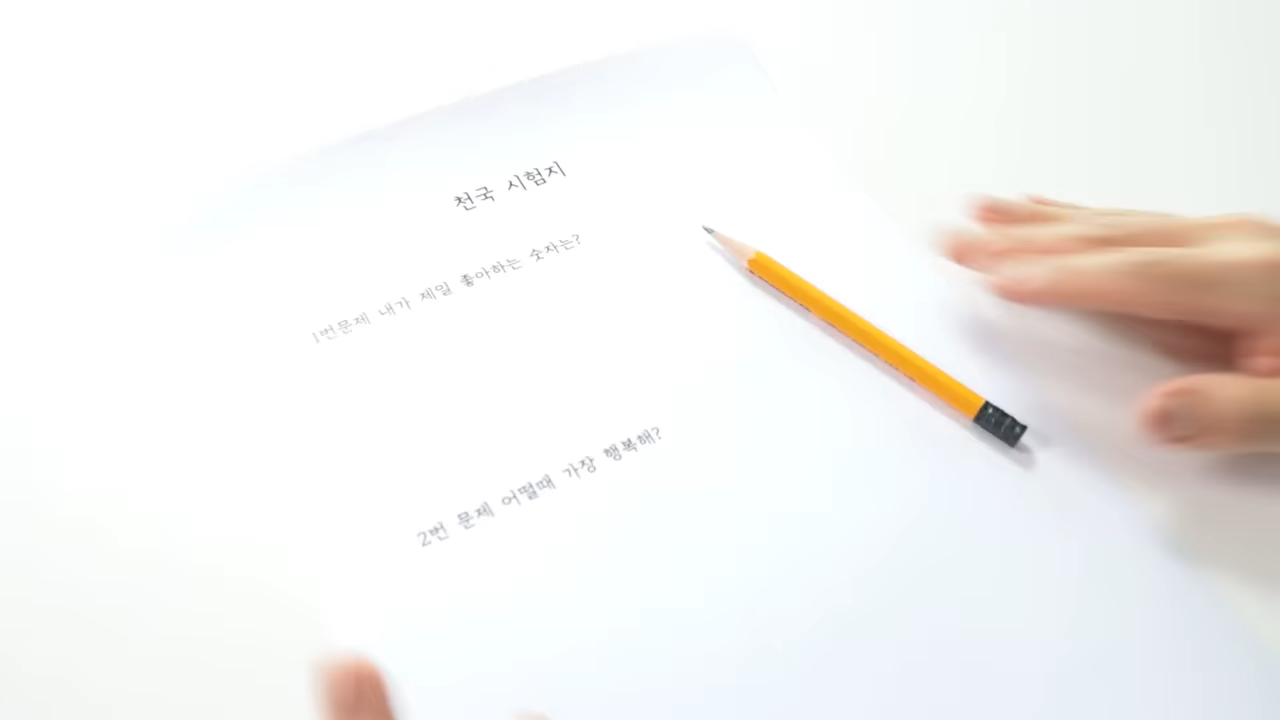 천국 시험지
1번문제 내가 제일 좋아하는 숫자는?
2번 문제 어떨때 가장 행복해?